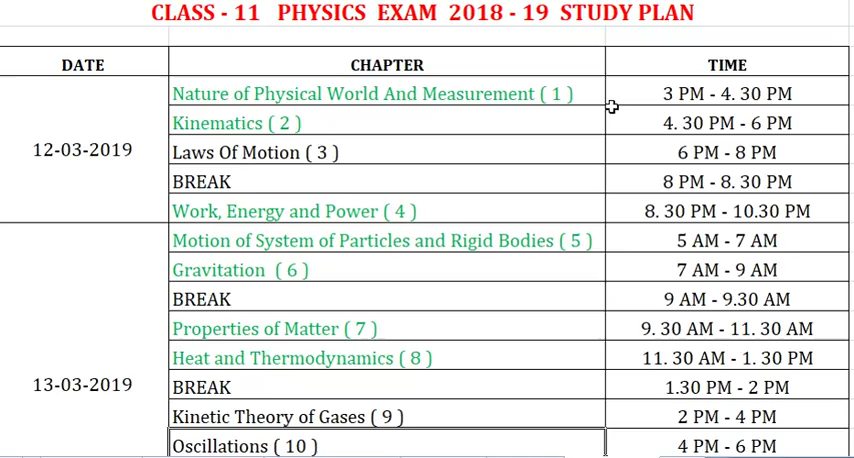 CLASS - 11 PHYSICS EXAM 2018 - 19 STUDY PLAN
DATE CHAPTER TIME
Nature of Physical World And Measurement ( 1 ) 3 PM - 4. 30 PM
Kinematics ( 2 ) 4. 30 PM - 6 PM
12-03-2019 Laws Of Motion ( 3 ) 6 PM - 8 PM
BREAK 8 PM - 8. 30 PM
Work, Energy and Power ( 4 ) 8. 30 PM - 10.30 PM
Motion of System of Particles and Rigid Bodies ( 5 ) 5 AM - 7 AM
Gravitation ( 6 ) 7 AM - 9 AM
BREAK 9 AM - 9.30 AM
Properties of Matter ( 7 ) 9. 30 AM - 11. 30 AM
Heat and Thermodynamics ( 8 ) 11. 30 AM - 1. 30 PM
13-03-2019 BREAK 1.30 PM - 2 PM
Kinetic Theory of Gases ( 9 ) 2 PM - 4 PM
Oscillations ( 10 ) 4 PM - 6 PM